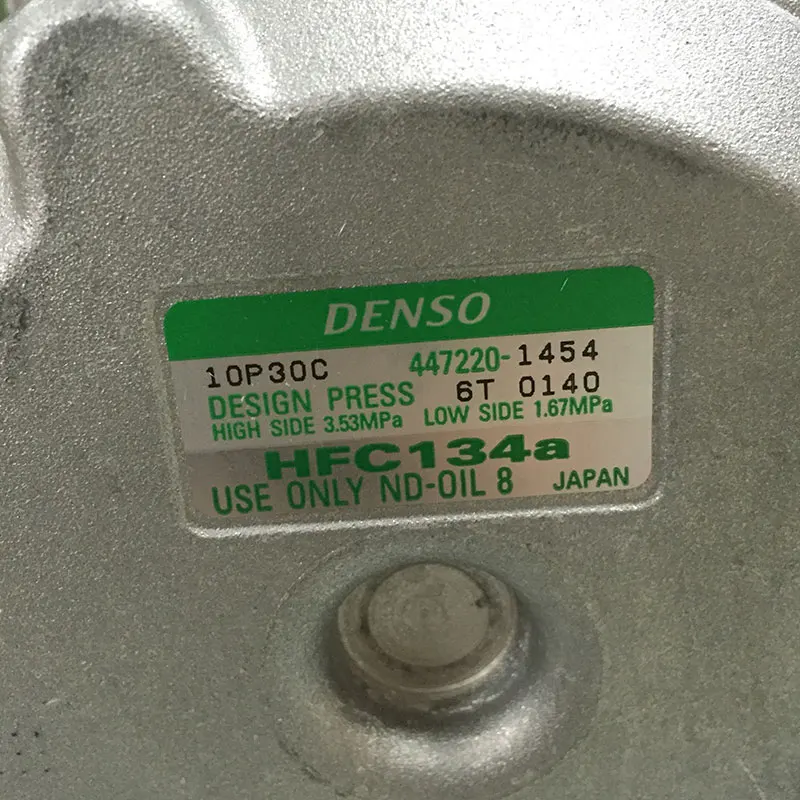 DENSO
10P30C 447220-1454
DESIGN PRESS 6T 0140
HIGH SIDE 3.53MPa LOW SIDE 1.67MPa
HFC134a
USE ONLY ND-OIL 8 JAPAN